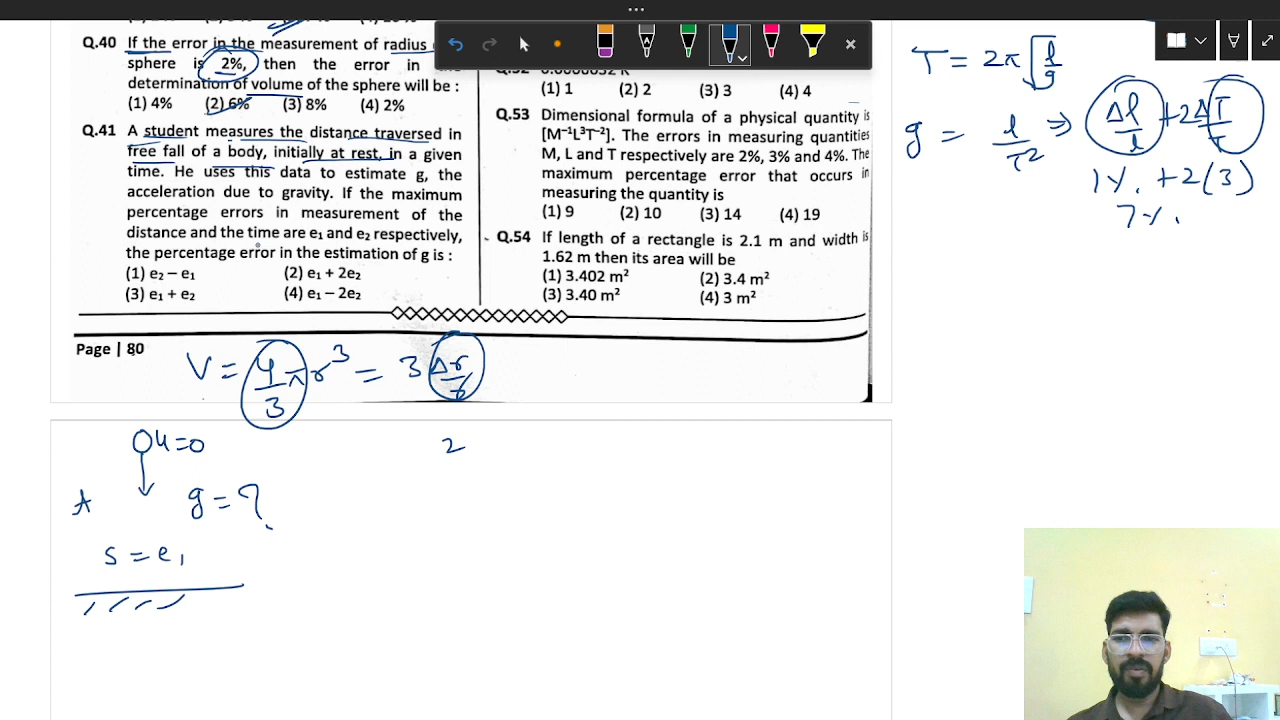 Q.40 If the error in the measurement of radius
sphere is 2%, then the error in
determination of volume of the sphere will be :
(1) 4% (2) 6% (3) 8% (4) 2%
Q.41 A student measures the distance traversed in
free fall of a body, initially at rest, in a given
time. He uses this data to estimate g, the
acceleration due to gravity. If the maximum
percentage errors in measurement of the
distance and the time are e₁ and e₂ respectively,
the percentage error in the estimation of g is :
(1) e₂ – e₁ (2) e₁ + 2e₂
(3) e₁ + e₂ (4) e₁ – 2e₂
(1) 1 (2) 2 (3) 3 (4) 4
Q.53 Dimensional formula of a physical quantity is
[M⁻¹L³T⁻²]. The errors in measuring quantities
M, L and T respectively are 2%, 3% and 4%. The
maximum percentage error that occurs in
measuring the quantity is
(1) 9 (2) 10 (3) 14 (4) 19
Q.54 If length of a rectangle is 2.1 m and width is
1.62 m then its area will be
(1) 3.402 m² (2) 3.4 m²
(3) 3.40 m² (4) 3 m²
Page | 80
V = 4/3 π r³ = 3 Δr/r
2
u=0
g = ?
s = e₁
T = 2π√(l/g)
g = l/T² ⇒ Δl/l + 2ΔT/T
1%. + 2(3)
7%.